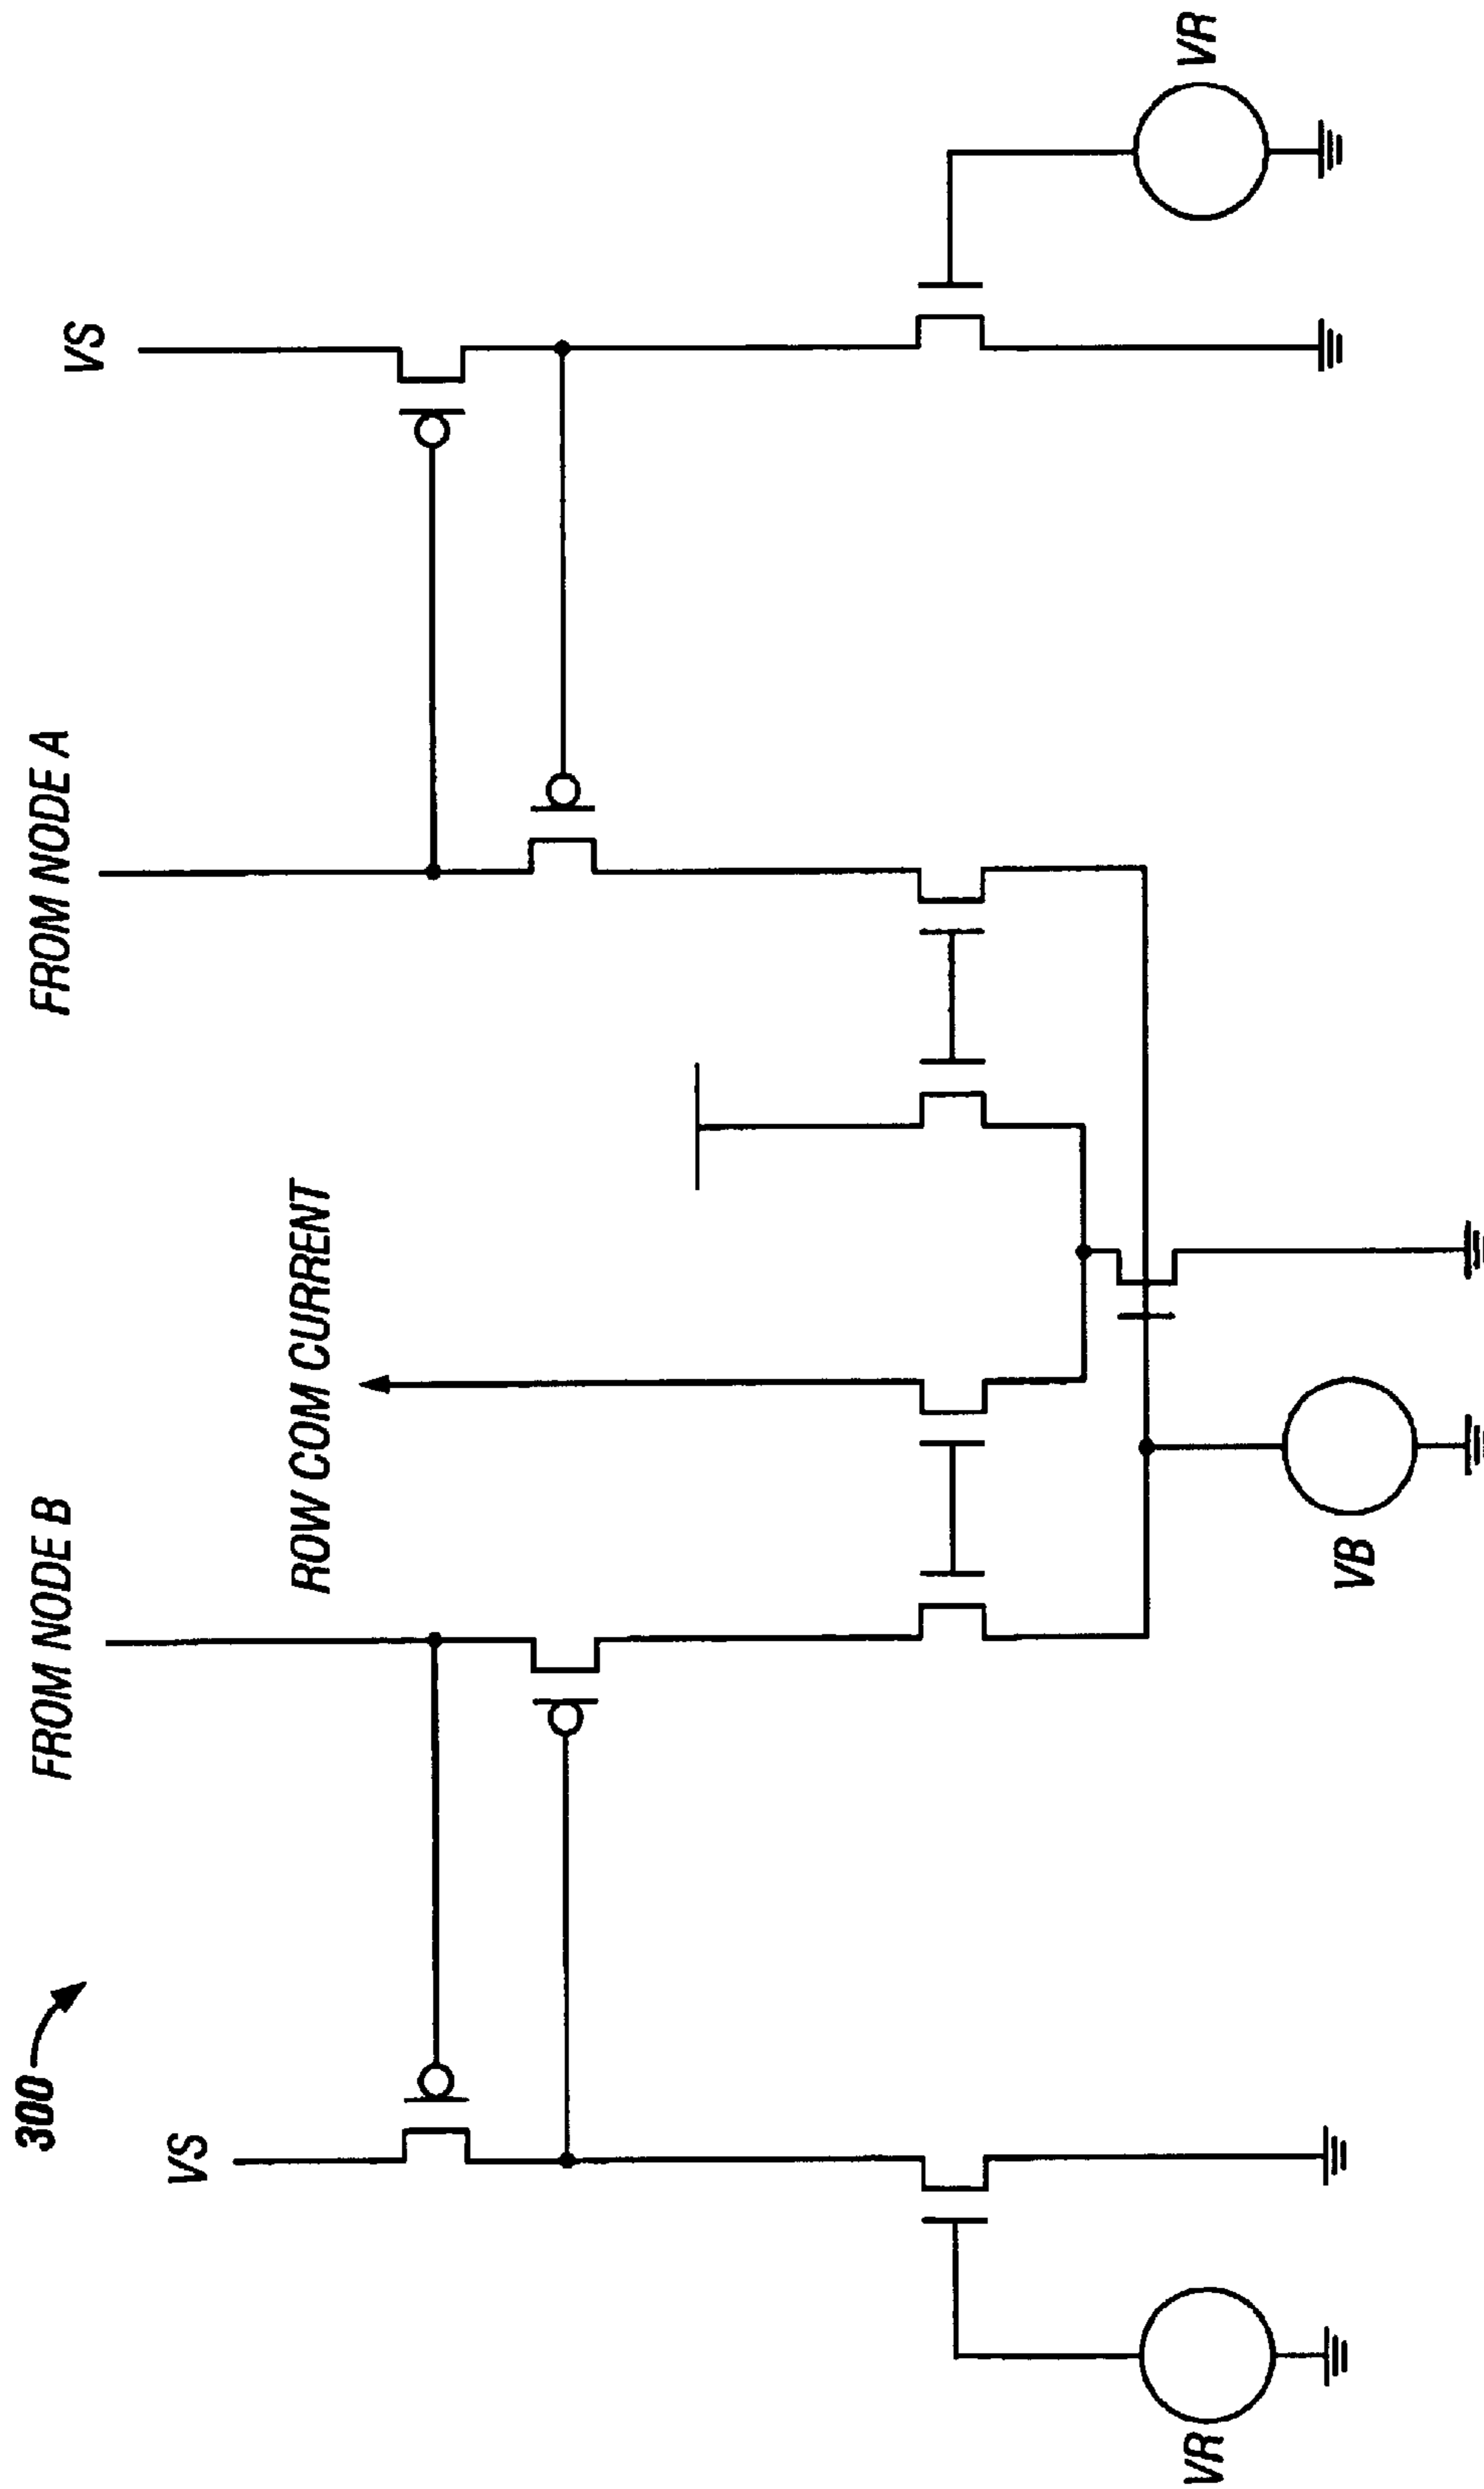 300
VS
FROM NODE B
ROW COM CURRENT
FROM NODE A
VS
VR
VB
VR